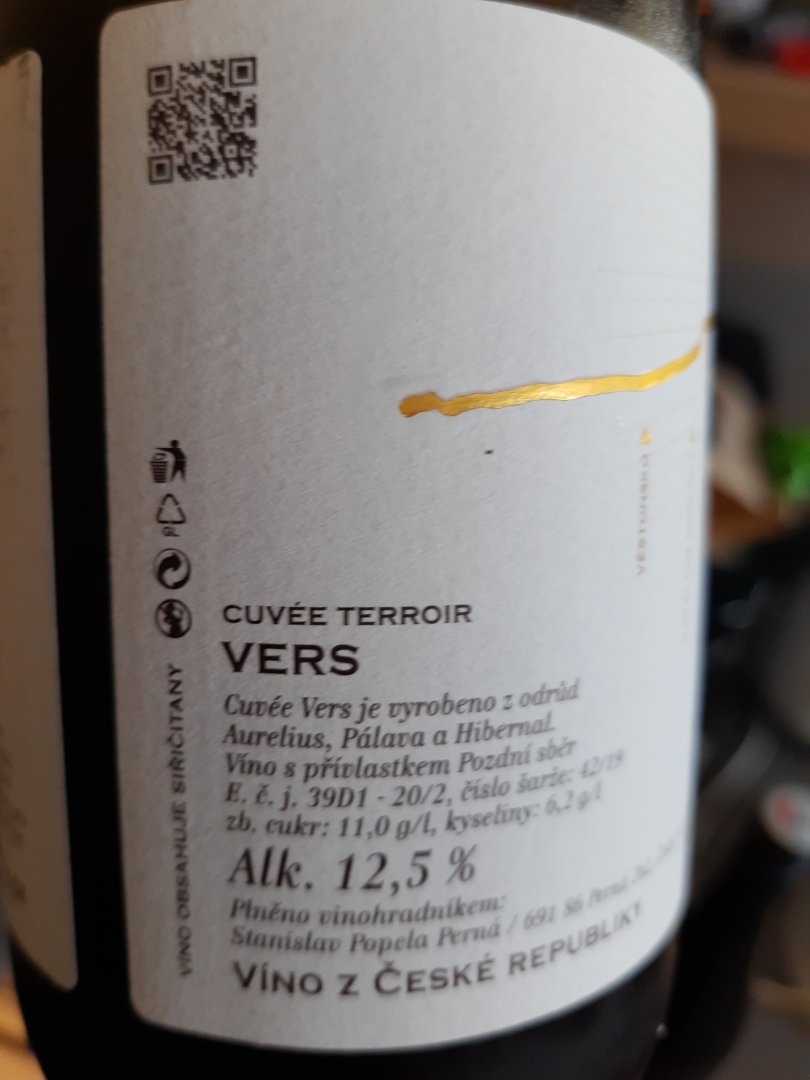 CUVÉE TERROIR
VERS
Cuvée Vers je vyrobeno z odrůd
Aurelius, Pálava a Hibernal.
Víno s přívlastkem Pozdní sběr
E. č. j. 39D1 - 20/2, číslo šarže: 42/19
zb. cukr: 11,0 g/l, kyseliny: 6,2 g/l
Alk. 12,5 %
Plněno vinohradníkem:
Stanislav Popela Perná / 691 86 Perná
VÍNO Z ČESKÉ REPUBLIKY
VÍNO OBSAHUJE SIŘIČITANY
VĚSTONSKO